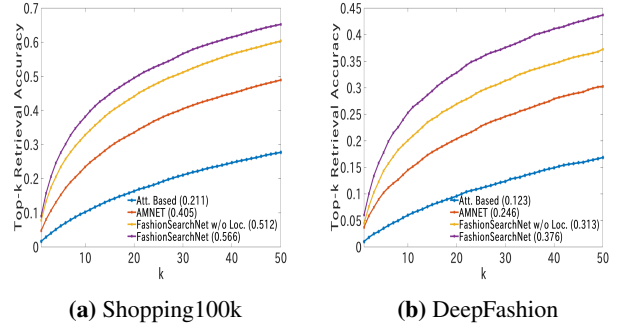 0.7
0.6
0.5
0.4
0.3
0.2
0.1
0
Top-k Retrieval Accuracy
Att. Based (0.211)
AMNET (0.405)
FashionSearchNet w/o Loc. (0.512)
FashionSearchNet (0.566)
10 20 30 40 50
k
(a) Shopping100k
0.45
0.4
0.35
0.3
0.25
0.2
0.15
0.1
0.05
0
Top-k Retrieval Accuracy
Att. Based (0.123)
AMNET (0.246)
FashionSearchNet w/o Loc. (0.313)
FashionSearchNet (0.376)
10 20 30 40 50
k
(b) DeepFashion